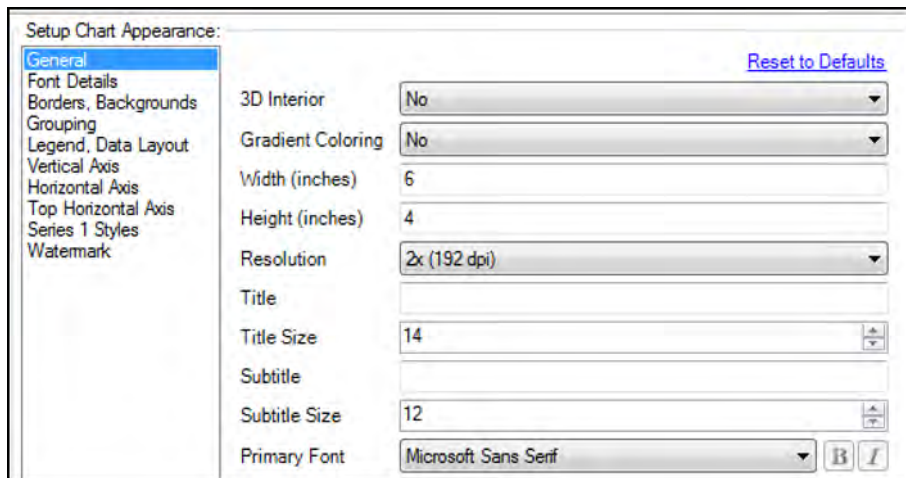 Setup Chart Appearance:
General
Font Details
Borders, Backgrounds
Grouping
Legend, Data Layout
Vertical Axis
Horizontal Axis
Top Horizontal Axis
Series 1 Styles
Watermark
Reset to Defaults
3D Interior No
Gradient Coloring No
Width (inches) 6
Height (inches) 4
Resolution 2x (192 dpi)
Title
Title Size 14
Subtitle
Subtitle Size 12
Primary Font Microsoft Sans Serif B I